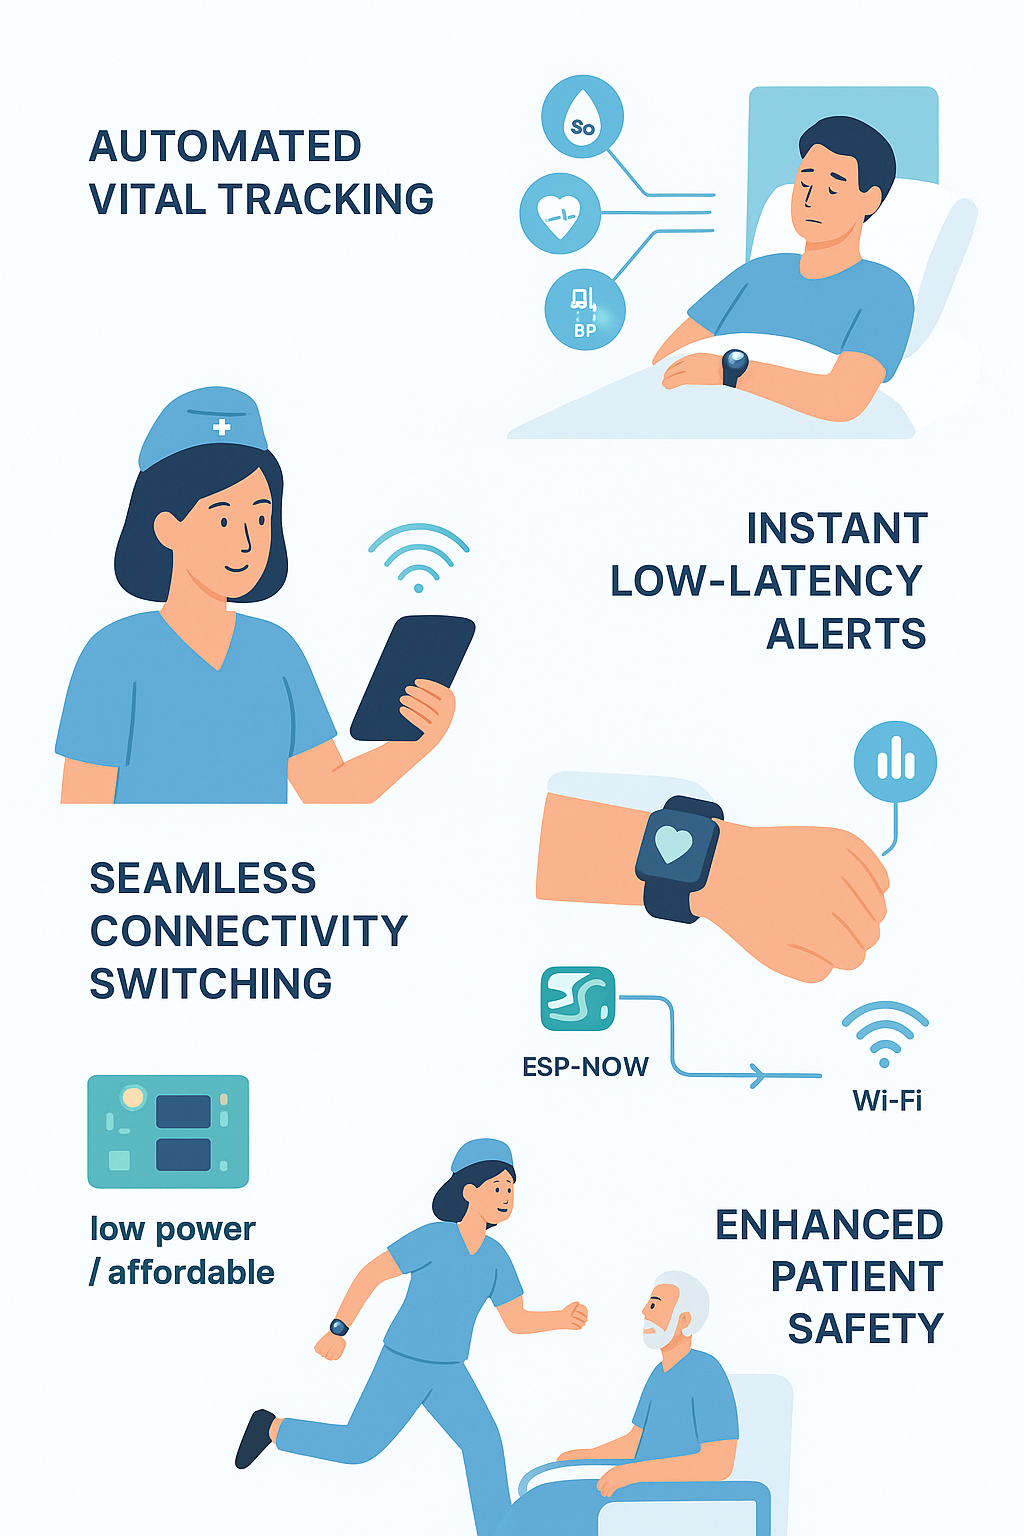 AUTOMATED
VITAL TRACKING
So
BP
INSTANT
LOW-LATENCY
ALERTS
SEAMLESS
CONNECTIVITY
SWITCHING
ESP-NOW
Wi-Fi
low power
/ affordable
ENHANCED
PATIENT
SAFETY